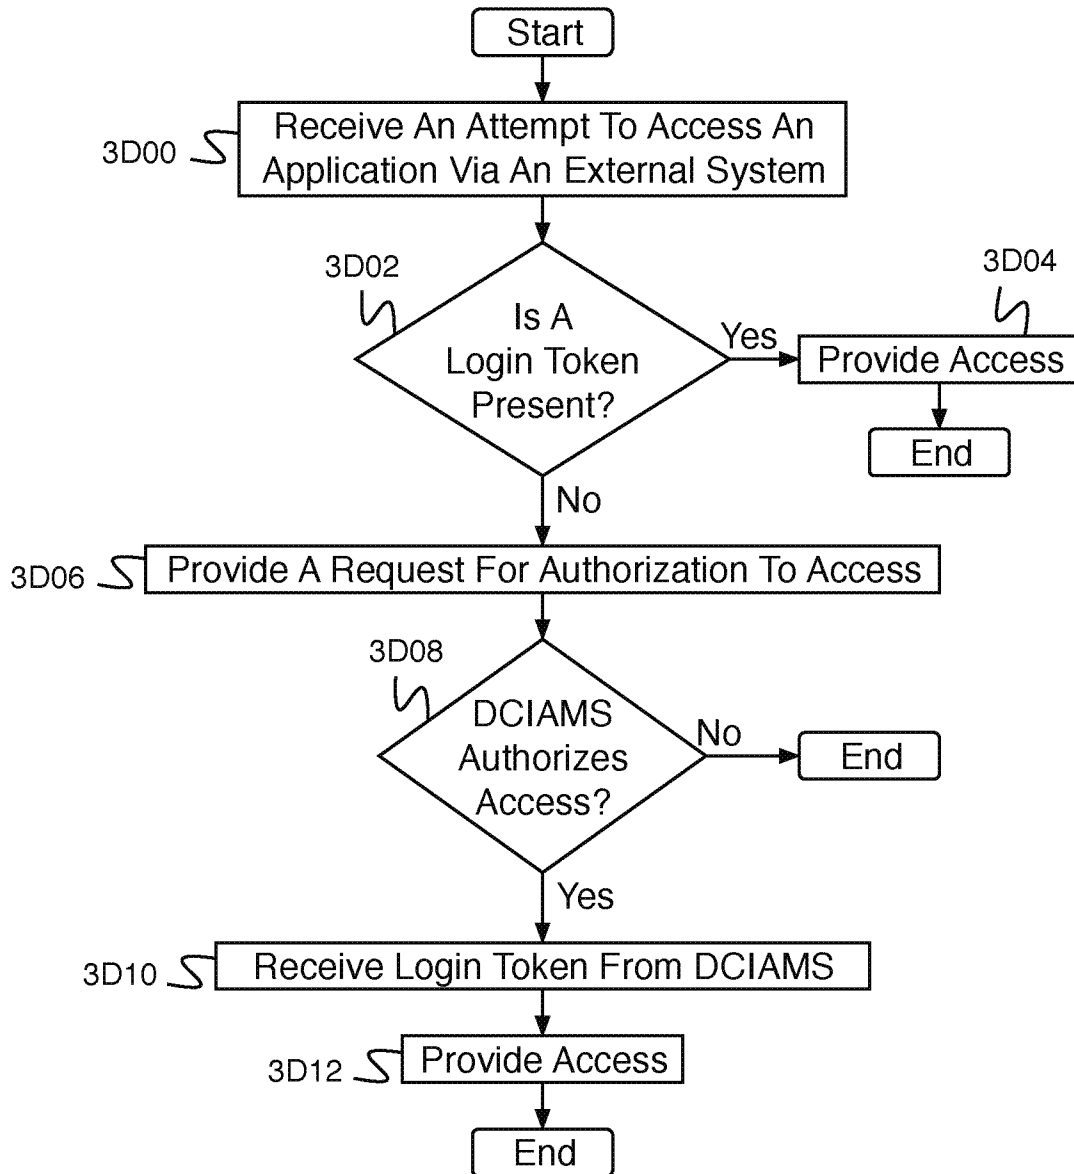 Start
3D00
Receive An Attempt To Access An
Application Via An External System
3D02
Is A
Login Token
Present?
Yes
3D04
Provide Access
End
No
3D06
Provide A Request For Authorization To Access
3D08
DCIAMS
Authorizes
Access?
No
End
Yes
3D10
Receive Login Token From DCIAMS
3D12
Provide Access
End